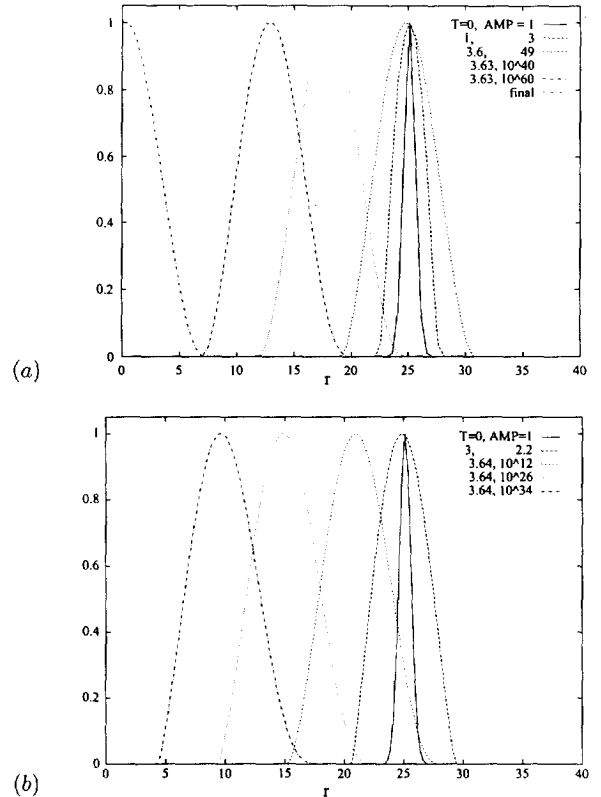 1
0.8
0.6
0.4
0.2
0
0 5 10 15 20 25 30 35 40
r
T=0, AMP = 1
1, 3
3.6, 49
3.63, 10^40
3.63, 10^60
final
(a)
1
0.8
0.6
0.4
0.2
0
0 5 10 15 20 25 30 35 40
r
T=0, AMP=1
3, 2.2
3.64, 10^12
3.64, 10^26
3.64, 10^34
(b)